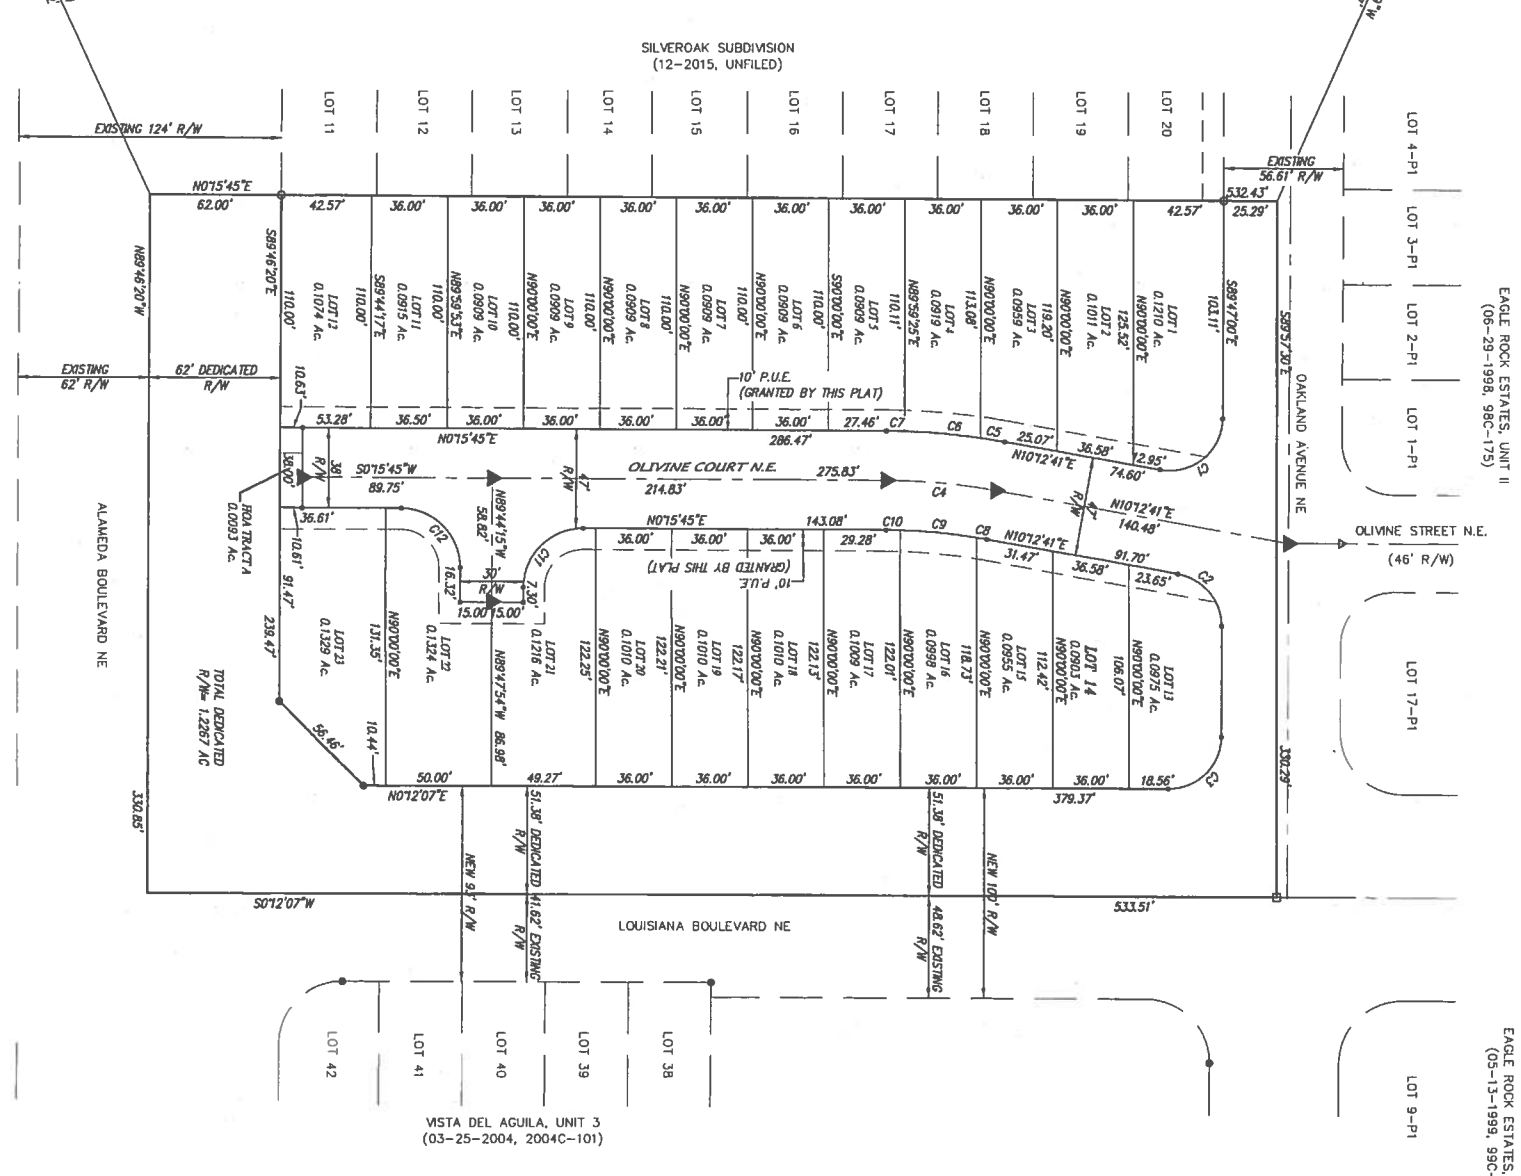 SILVEROAK SUBDIVISION
(12-2015, UNFILED)
LOT 11
LOT 12
LOT 13
LOT 14
LOT 15
LOT 16
LOT 17
LOT 18
LOT 19
LOT 20
LOT 4-P1
LOT 3-P1
LOT 2-P1
LOT 1-P1
LOT 17-P1
LOT 9-P1
EAGLE ROCK ESTATES, UNIT II
(06-29-1998, 98C-175)
EXISTING 124' R/W
EXISTING
56.61' R/W
532.43'
25.29'
N0°15'45"E
62.00'
42.57'
36.00'
36.00'
36.00'
36.00'
36.00'
36.00'
36.00'
36.00'
36.00'
36.00'
42.57'
N89°46'20"W
S89°46'20"E
110.00'
LOT 12
0.1074 Ac.
S89°44'17"E
110.00'
LOT 11
0.0915 Ac.
N89°59'53"E
110.00'
LOT 10
0.0909 Ac.
N90°00'00"E
110.00'
LOT 9
0.0909 Ac.
N90°00'00"E
110.00'
LOT 8
0.0909 Ac.
N90°00'00"E
110.00'
LOT 7
0.0909 Ac.
N90°00'00"E
110.00'
LOT 6
0.0909 Ac.
S90°00'00"E
110.00'
LOT 5
0.0909 Ac.
N89°59'25"E
110.11'
LOT 4
0.0919 Ac.
N90°00'00"E
113.08'
LOT 3
0.0959 Ac.
N90°00'00"E
119.20'
LOT 2
0.1011 Ac.
N90°00'00"E
125.52'
LOT 1
0.1210 Ac.
S89°47'00"E
103.11'
S89°57'30"E
OAKLAND AVENUE NE
EXISTING
62' R/W
62' DEDICATED
R/W
10.63'
10' P.U.E.
(GRANTED BY THIS PLAT)
53.28'
36.50'
36.00'
36.00'
36.00'
36.00'
36.00'
27.46'
C7
C6
C5
25.07'
36.58'
12.95'
C1
N0°15'45"E
286.47'
N10°12'41"E
74.60'
38'
R/W
38.00'
S0°15'45"W
89.75'
47'
R/W
OLIVINE COURT N.E.
275.83'
214.83'
C4
R/W
N10°12'41"E
140.48'
OLIVINE STREET N.E.
(46' R/W)
HOA TRACT A
0.0093 Ac.
36.61'
10.61'
C12
N89°44'15"W
58.82'
C11
N0°15'45"E
143.08'
C10
C9
C8
N10°12'41"E
91.70'
36.00'
36.00'
36.00'
29.28'
31.47'
36.58'
23.65'
C2
10' P.U.E.
(GRANTED BY THIS PLAT)
16.32'
30'
R/W
7.30'
15.00'
15.00'
ALAMEDA BOULEVARD NE
91.47'
239.47'
LOT 23
0.1329 Ac.
N90°00'00"E
131.35'
LOT 22
0.1324 Ac.
N89°47'54"W
86.98'
LOT 21
0.1216 Ac.
N90°00'00"E
122.25'
LOT 20
0.1010 Ac.
N90°00'00"E
122.21'
LOT 19
0.1010 Ac.
N90°00'00"E
122.17'
LOT 18
0.1010 Ac.
N90°00'00"E
122.13'
LOT 17
0.1009 Ac.
N90°00'00"E
122.01'
LOT 16
0.0998 Ac.
N90°00'00"E
118.73'
LOT 15
0.0955 Ac.
N90°00'00"E
112.42'
LOT 14
0.0903 Ac.
N90°00'00"E
106.07'
LOT 13
0.0975 Ac.
TOTAL DEDICATED
R/W= 1.2267 AC
56.46'
10.44'
50.00'
49.27'
36.00'
36.00'
36.00'
36.00'
36.00'
36.00'
36.00'
18.56'
C3
N0°12'07"E
379.37'
330.29'
330.85'
NEW 93' R/W
51.38' DEDICATED
R/W
41.62' EXISTING
R/W
51.38' DEDICATED
R/W
48.62' EXISTING
R/W
NEW 100' R/W
S0°12'07"W
533.51'
LOUISIANA BOULEVARD NE
LOT 42
LOT 41
LOT 40
LOT 39
LOT 38
VISTA DEL AGUILA, UNIT 3
(03-25-2004, 2004C-101)
EAGLE ROCK ESTATES,
(05-13-1999, 99C-